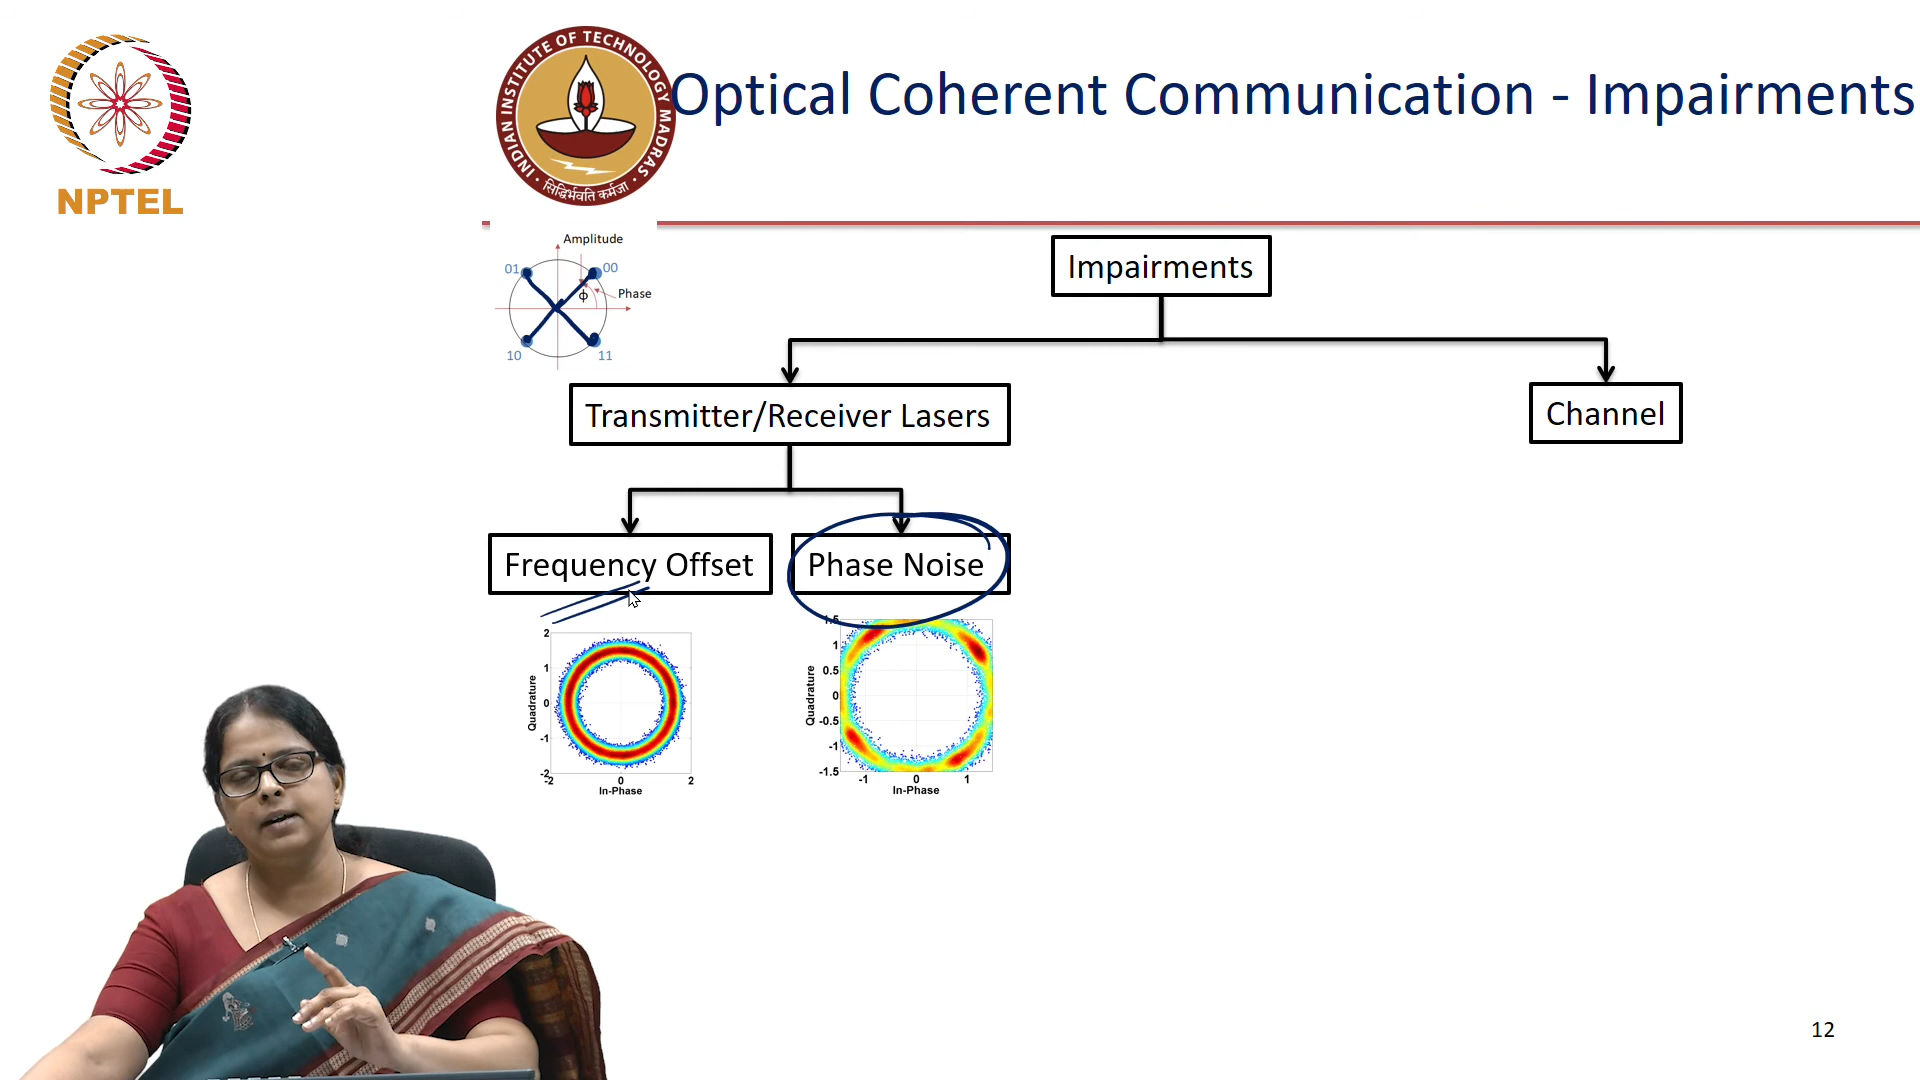 NPTEL
INDIAN INSTITUTE OF TECHNOLOGY MADRAS
सिद्धिर्भवति कर्मजा
Optical Coherent Communication - Impairments
Amplitude
01
00
ϕ
Phase
10
11
Impairments
Transmitter/Receiver Lasers
Channel
Frequency Offset
Phase Noise
2
1
0
-1
-2
-2
0
2
Quadrature
In-Phase
1.5
1
0.5
0
-0.5
-1
-1.5
-1
0
1
Quadrature
In-Phase
12